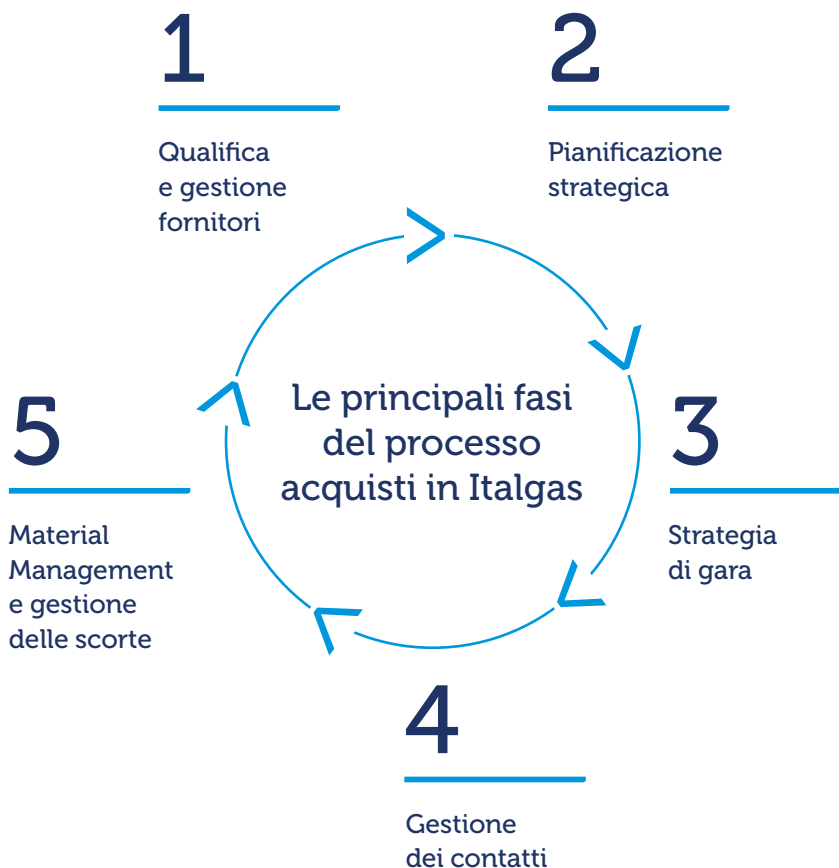 1
Qualifica
e gestione
fornitori
2
Pianificazione
strategica
Le principali fasi
del processo
acquisti in Italgas
3
Strategia
di gara
4
Gestione
dei contatti
5
Material
Management
e gestione
delle scorte